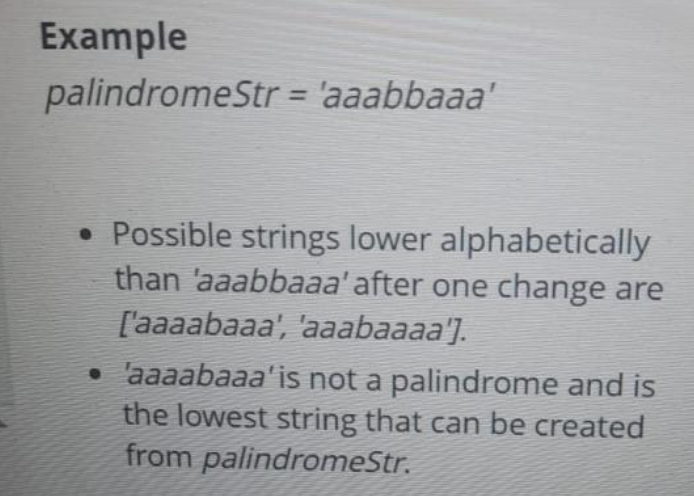 Example
palindromeStr = 'aaabbaaa'
• Possible strings lower alphabetically
than 'aaabbaaa' after one change are
['aaaabaaa', 'aaabaaaa'].
• 'aaaabaaa' is not a palindrome and is
the lowest string that can be created
from palindromeStr.